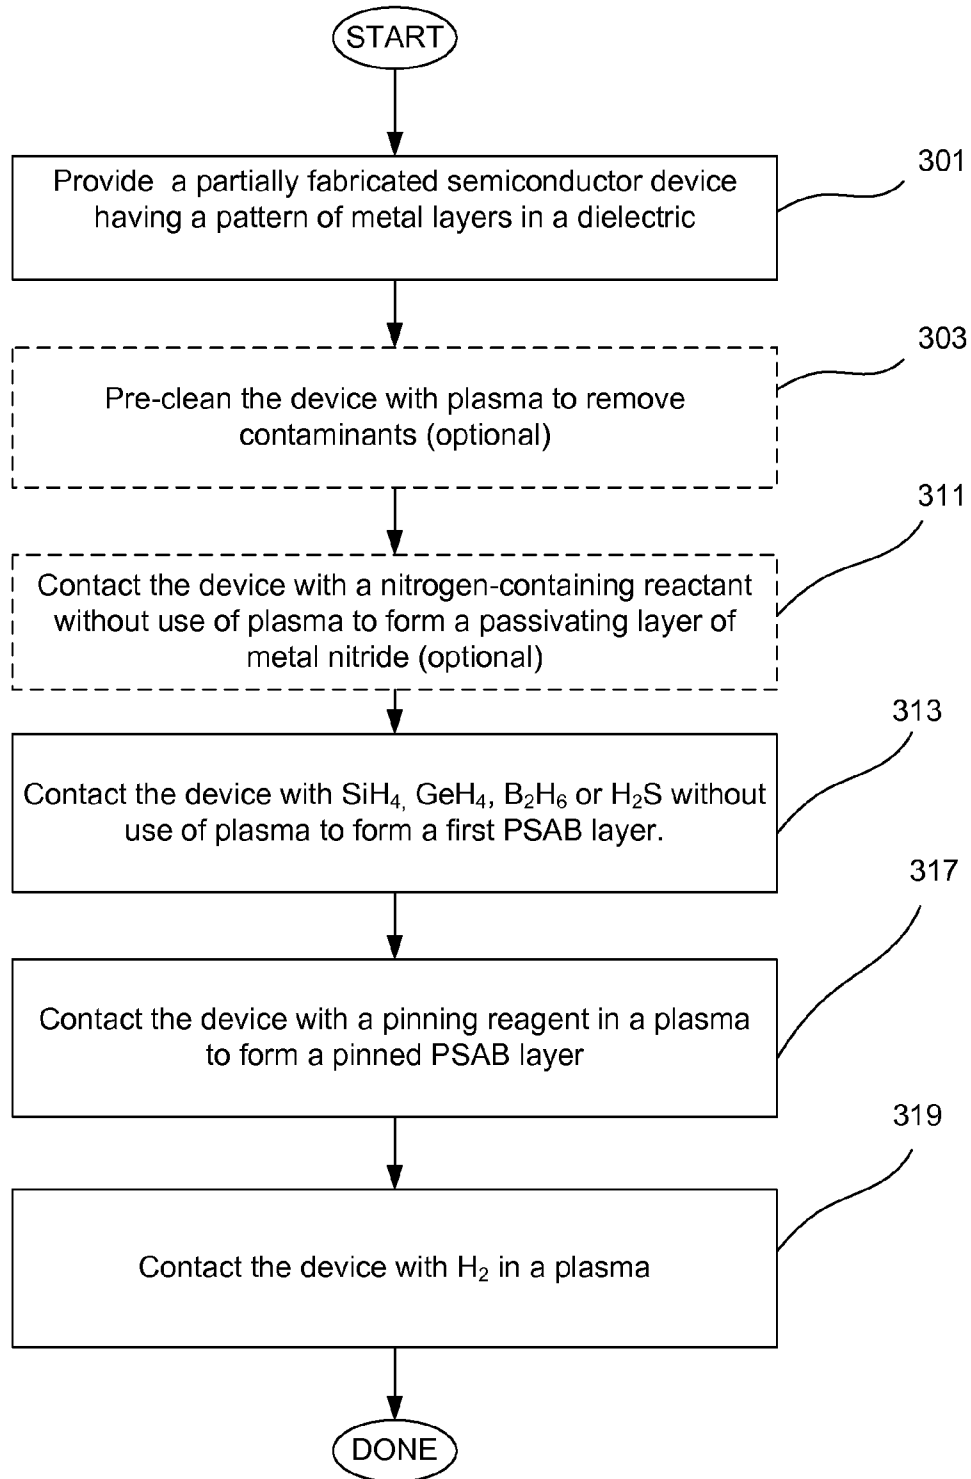 START
301
Provide a partially fabricated semiconductor device
having a pattern of metal layers in a dielectric
303
Pre-clean the device with plasma to remove
contaminants (optional)
311
Contact the device with a nitrogen-containing reactant
without use of plasma to form a passivating layer of
metal nitride (optional)
313
Contact the device with SiH₄, GeH₄, B₂H₆ or H₂S without
use of plasma to form a first PSAB layer.
317
Contact the device with a pinning reagent in a plasma
to form a pinned PSAB layer
319
Contact the device with H₂ in a plasma
DONE